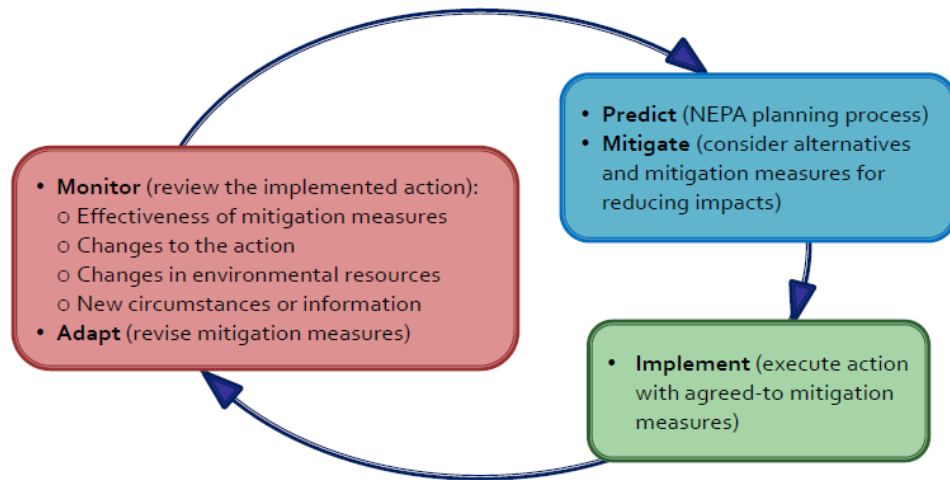 • Predict (NEPA planning process)
• Mitigate (consider alternatives
and mitigation measures for
reducing impacts)
• Monitor (review the implemented action):
o Effectiveness of mitigation measures
o Changes to the action
o Changes in environmental resources
o New circumstances or information
• Adapt (revise mitigation measures)
• Implement (execute action
with agreed-to mitigation
measures)